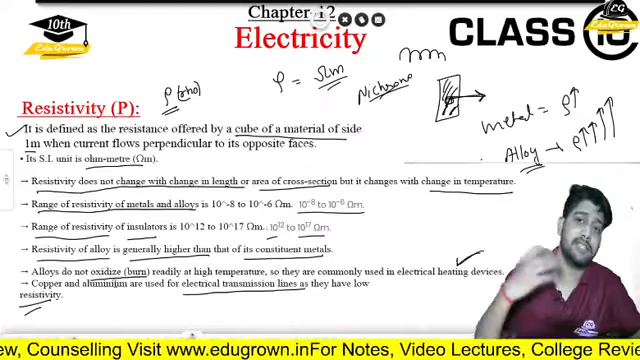 10th
EduGrown
Chapter-12
Electricity
CLASS 10
EG
EduGrown
ρ (rho)
ρ = Ωm
Nichrome
metal = ρ↑
Alloy → ρ↑↑↑↑
Resistivity (P):
It is defined as the resistance offered by a cube of a material of side
1m when current flows perpendicular to its opposite faces.
• Its S.I. unit is ohm-metre (Ωm).
→ Resistivity does not change with change in length or area of cross-section but it changes with change in temperature.
→ Range of resistivity of metals and alloys is 10^-8 to 10^-6 Ωm. 10⁻⁸ to 10⁻⁶ Ωm.
→ Range of resistivity of insulators is 10^12 to 10^17 Ωm. 10¹² to 10¹⁷ Ωm.
→ Resistivity of alloy is generally higher than that of its constituent metals.
→ Alloys do not oxidize (burn) readily at high temperature, so they are commonly used in electrical heating devices.
→ Copper and aluminium are used for electrical transmission lines as they have low
resistivity.
ew, Counselling Visit www.edugrown.inFor Notes, Video Lectures, College Revie